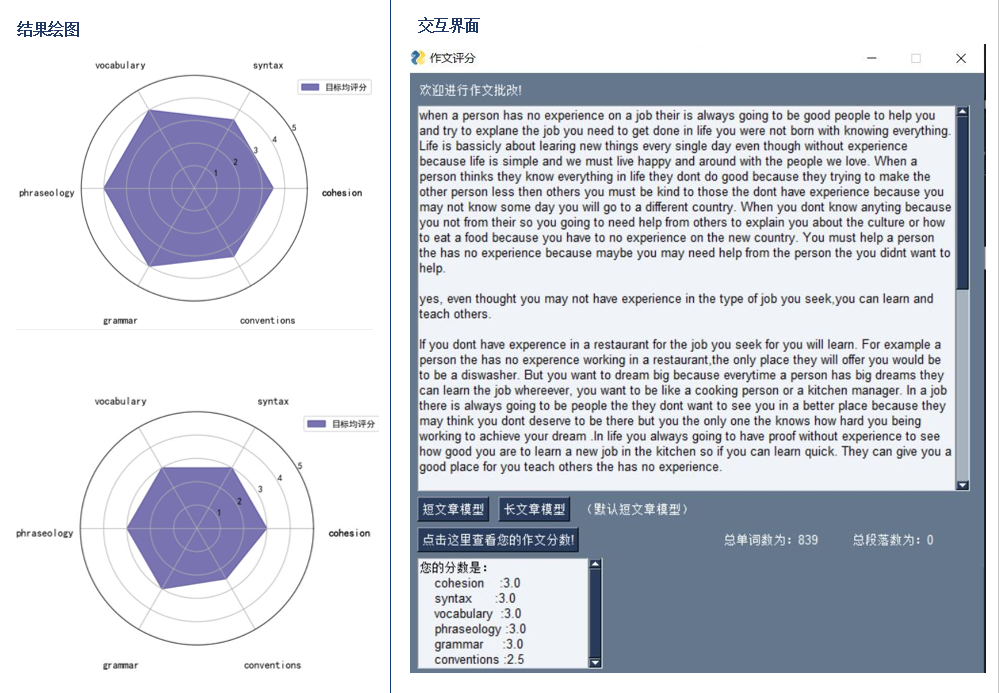 结果绘图
vocabulary
syntax
目标均评分
5
4
3
2
1
phraseology
cohesion
grammar
conventions
vocabulary
syntax
目标均评分
5
4
3
2
1
phraseology
cohesion
grammar
conventions
交互界面
作文评分
欢迎进行作文批改!
when a person has no experience on a job their is always going to be good people to help you
and try to explane the job you need to get done in life you were not born with knowing everything.
Life is bassicly about learing new things every single day even though without experience
because life is simple and we must live happy and around with the people we love. When a
person thinks they know everything in life they dont do good because they trying to make the
other person less then others you must be kind to those the dont have experience because you
may not know some day you will go to a different country. When you dont know anyting because
you not from their so you going to need help from others to explain you about the culture or how
to eat a food because you have to no experience on the new country. You must help a person
the has no experience because maybe you may need help from the person the you didnt want to
help.
yes, even thought you may not have experience in the type of job you seek,you can learn and
teach others.
If you dont have experence in a restaurant for the job you seek for you will learn. For example a
person the has no experence working in a restaurant,the only place they will offer you would be
to be a diswasher. But you want to dream big because everytime a person has big dreams they
can learn the job whereever, you want to be like a cooking person or a kitchen manager. In a job
there is always going to be people the they dont want to see you in a better place because they
may think you dont deserve to be there but you the only one the knows how hard you being
working to achieve your dream .In life you always going to have proof without experience to see
how good you are to learn a new job in the kitchen so if you can learn quick. They can give you a
good place for you teach others the has no experience.
短文章模型 长文章模型 （默认短文章模型）
点击这里查看您的作文分数! 总单词数为: 839 总段落数为: 0
您的分数是:
cohesion :3.0
syntax :3.0
vocabulary :3.0
phraseology :3.0
grammar :3.0
conventions :2.5